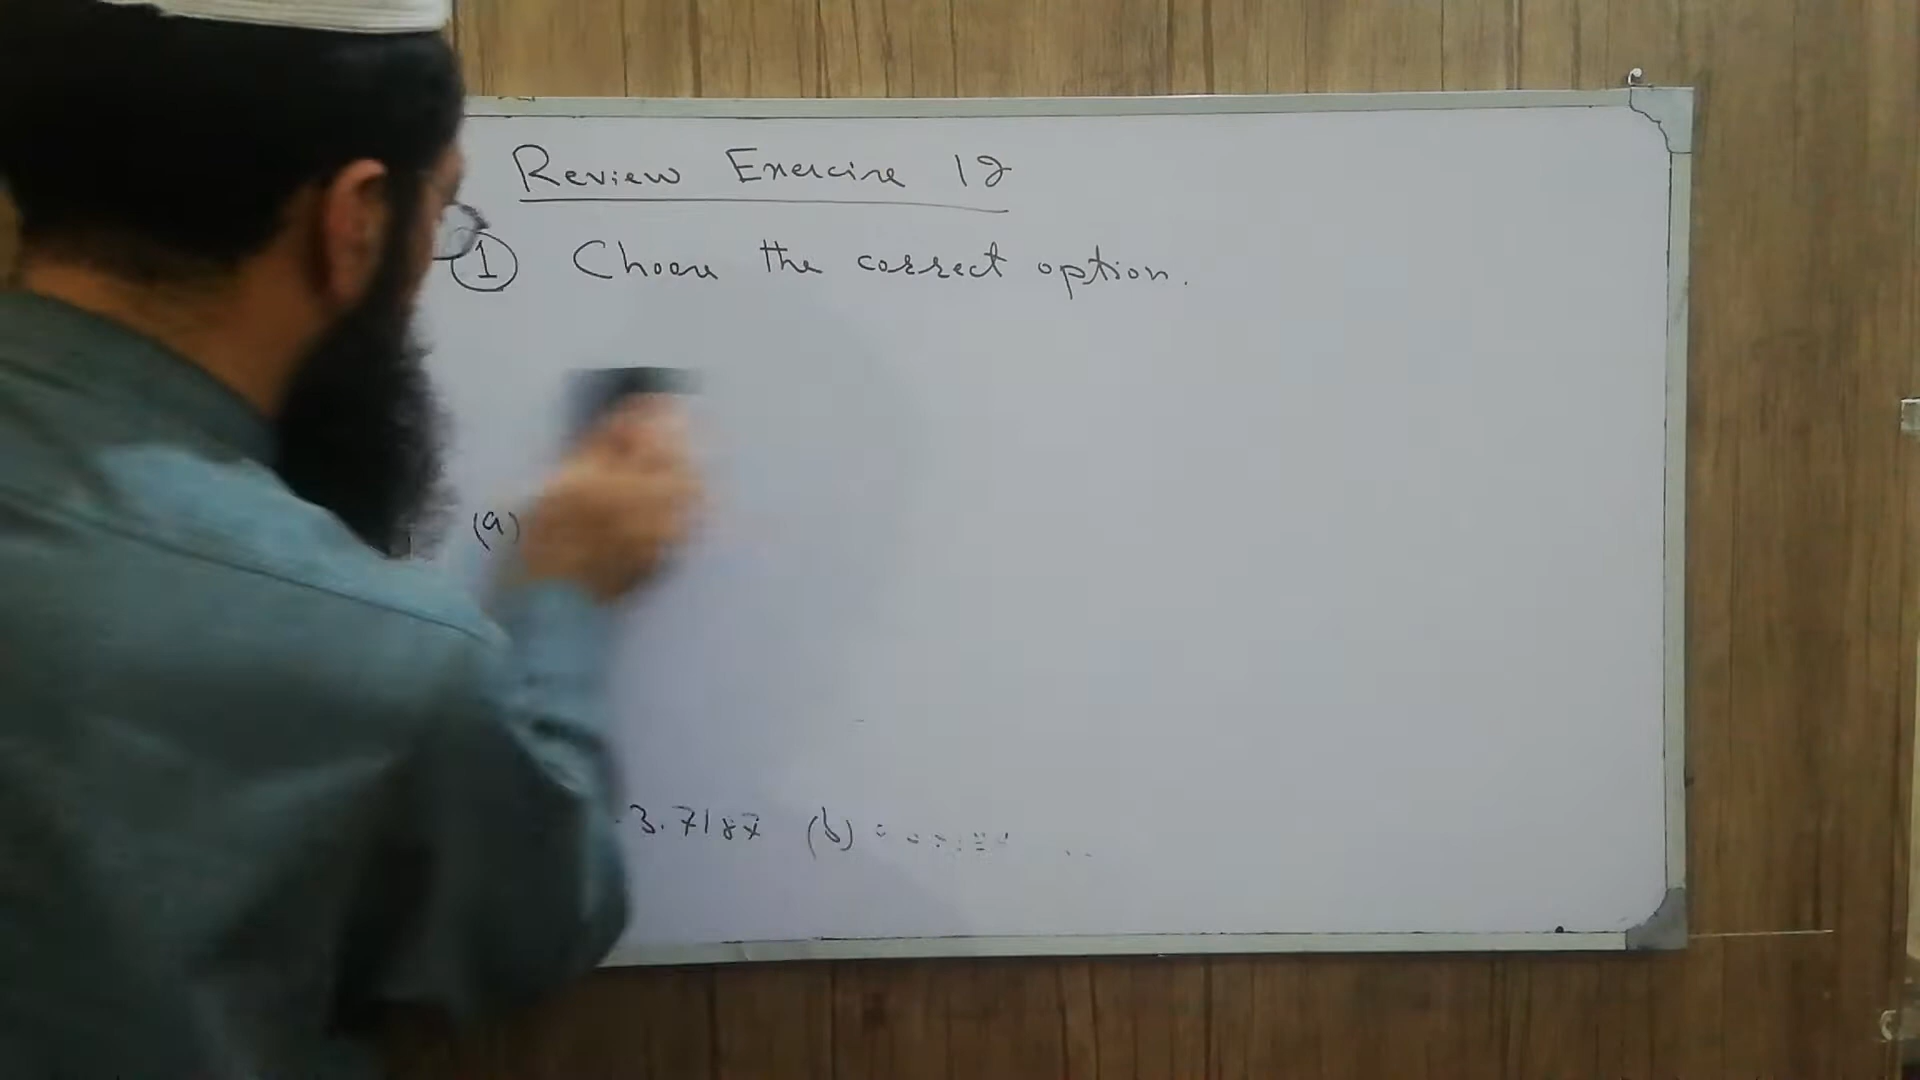 Review Exercise 12
1 Choose the correct option.
(a)
3.7187 (b)